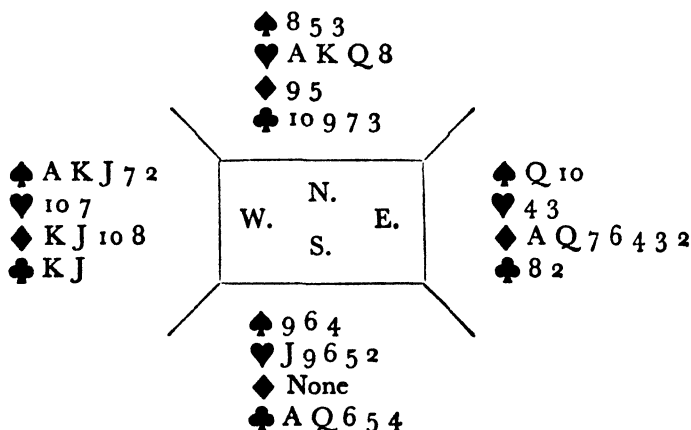 ♠ 8 5 3
♥ A K Q 8
♦ 9 5
♣ 10 9 7 3
♠ A K J 7 2
♥ 10 7
♦ K J 10 8
♣ K J
N.
W. E.
S.
♠ Q 10
♥ 4 3
♦ A Q 7 6 4 3 2
♣ 8 2
♠ 9 6 4
♥ J 9 6 5 2
♦ None
♣ A Q 6 5 4